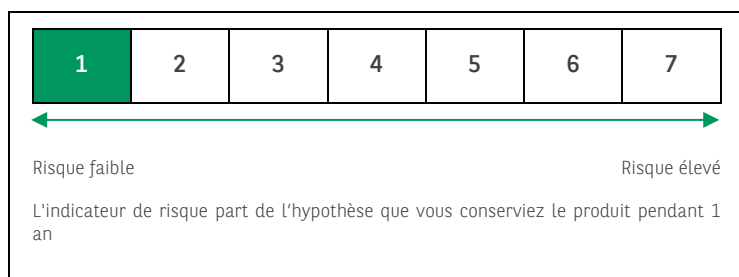 1 2 3 4 5 6 7
Risque faible Risque élevé
L'indicateur de risque part de l’hypothèse que vous conserviez le produit pendant 1
an